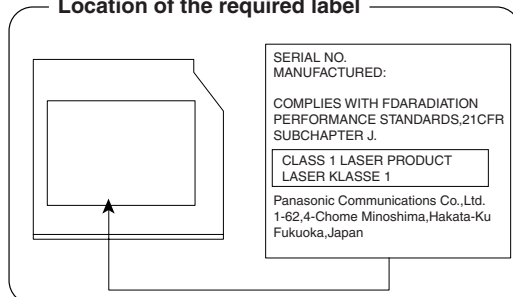 Location of the required label
SERIAL NO.
MANUFACTURED:
COMPLIES WITH FDARADIATION
PERFORMANCE STANDARDS,21CFR
SUBCHAPTER J.
CLASS 1 LASER PRODUCT
LASER KLASSE 1
Panasonic Communications Co.,Ltd.
1-62,4-Chome Minoshima,Hakata-Ku
Fukuoka,Japan